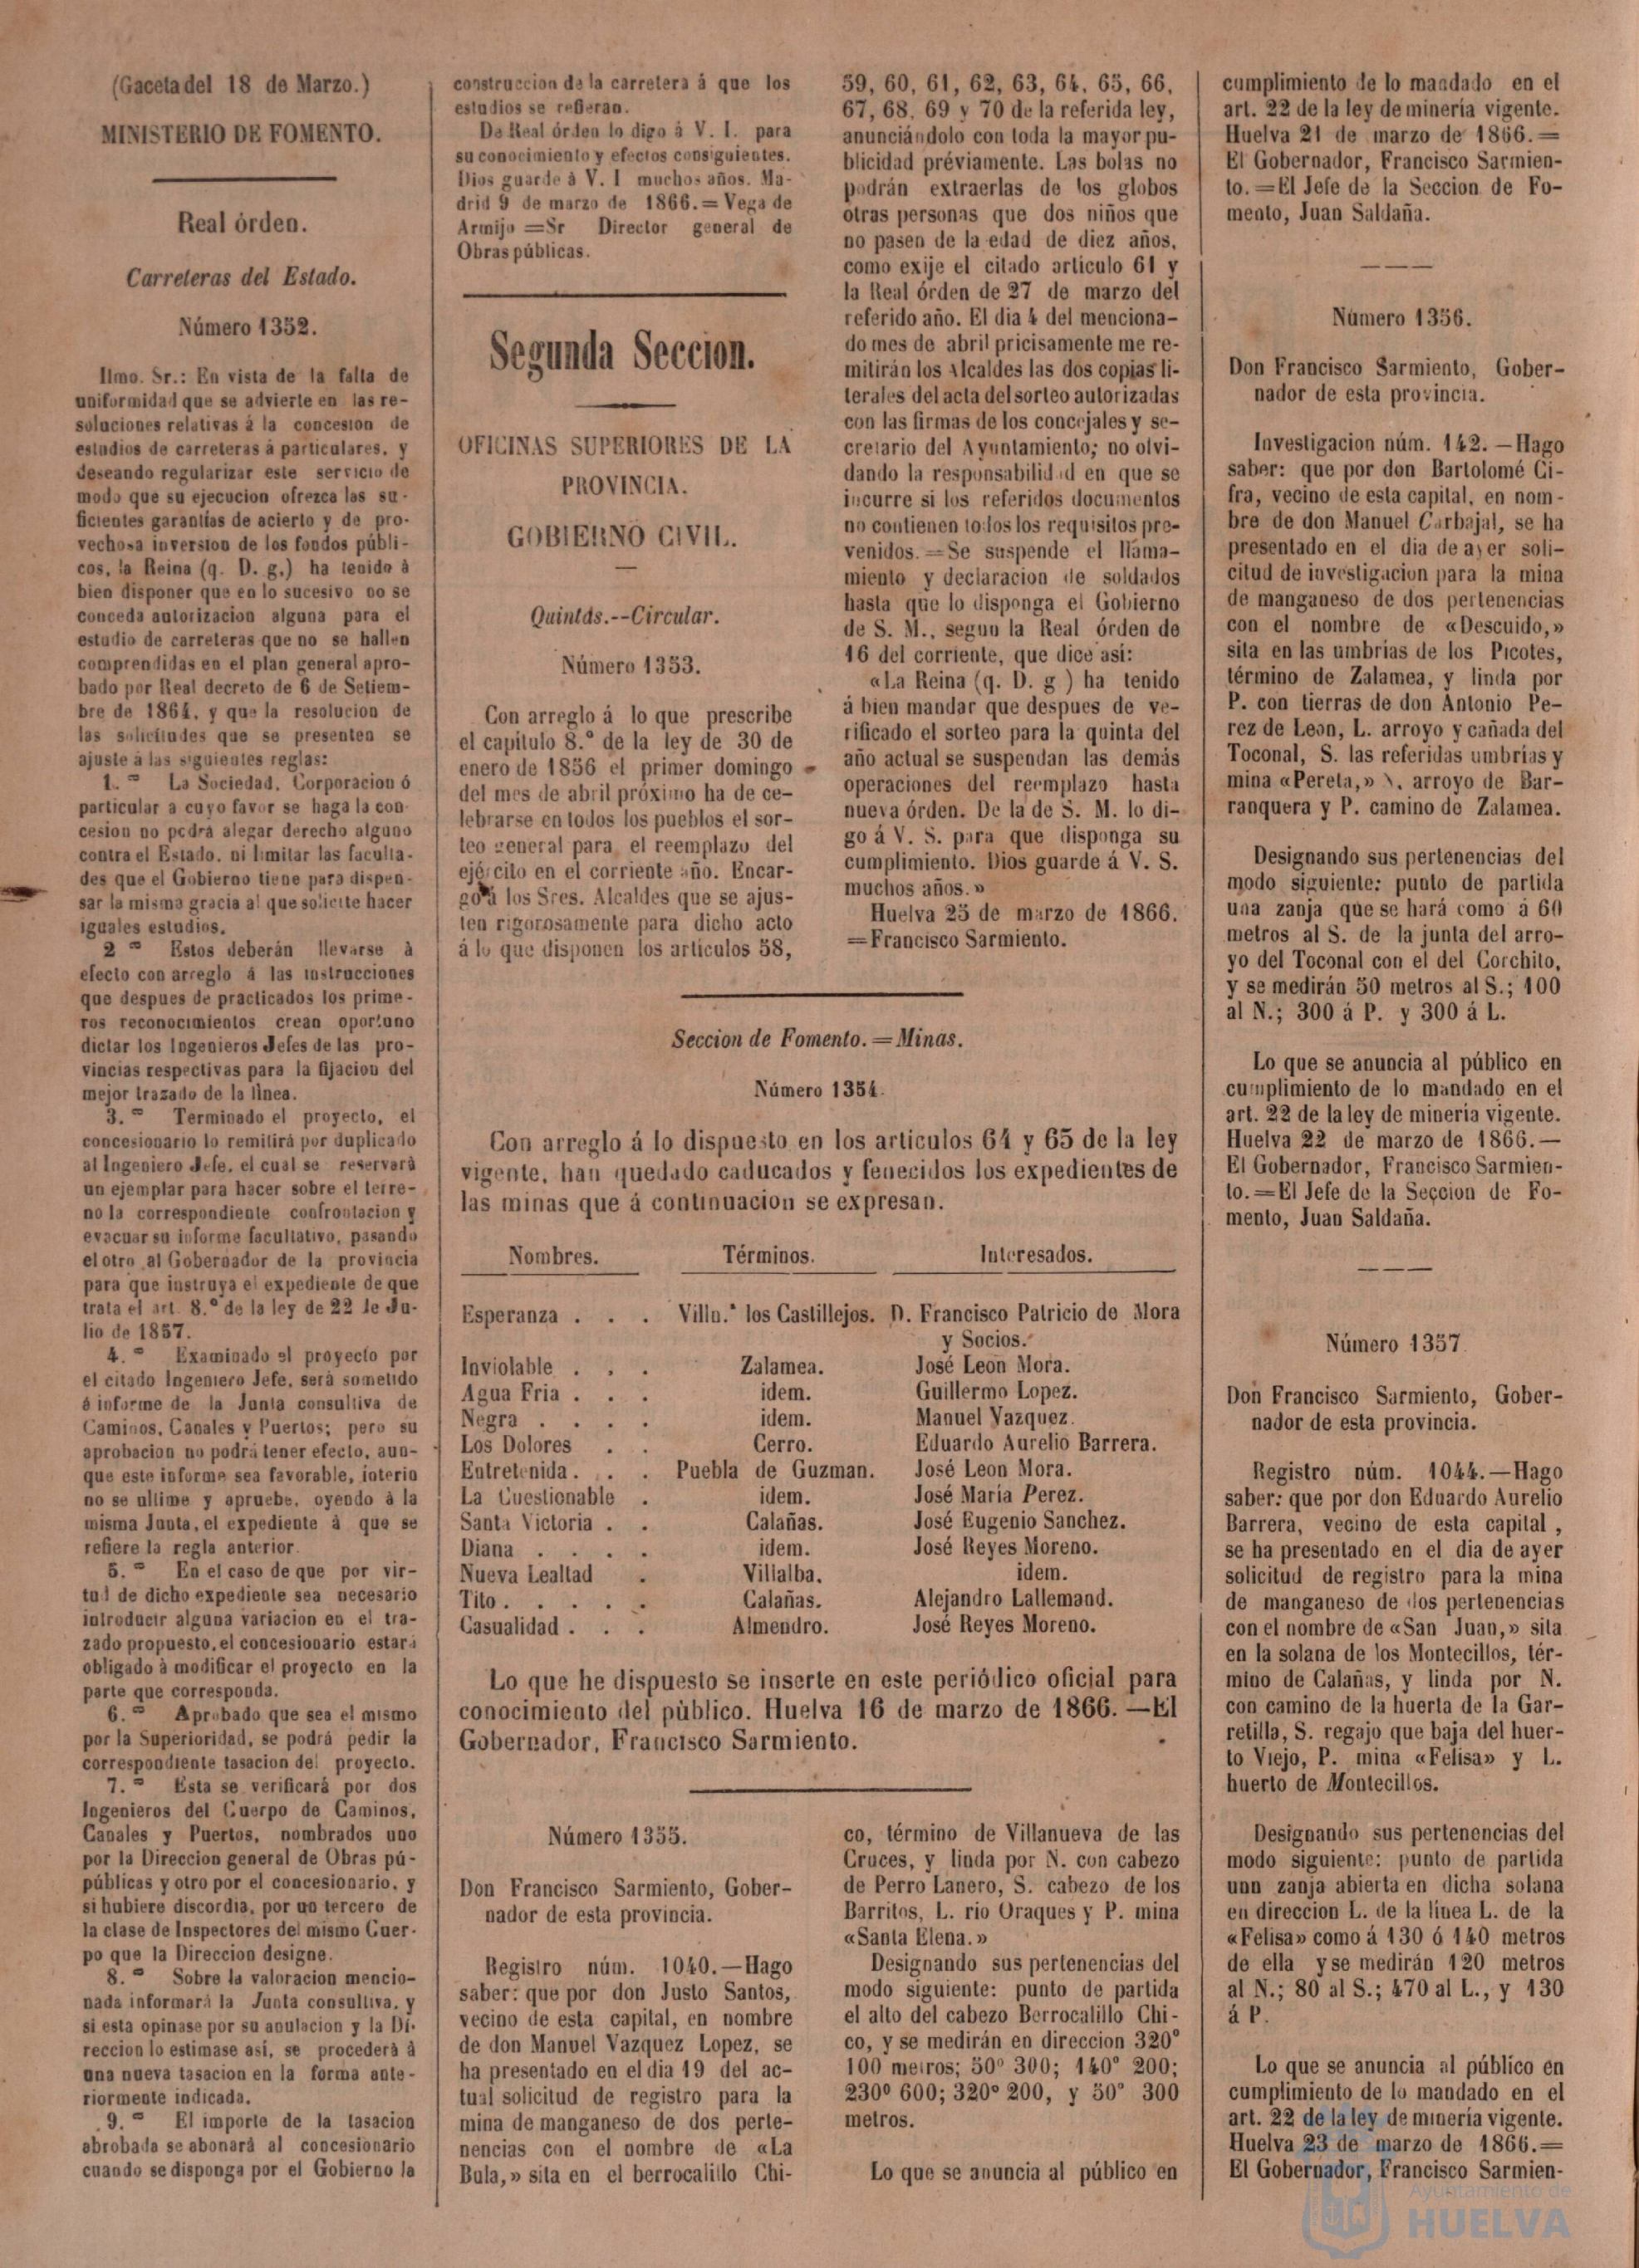 (Gaceta del 18 de Marzo.)
MINISTERIO DE FOMENTO.
Real órden.
Carreteras del Estado.
Número 1352.
Ilmo. Sr.: En vista de la falta de
uniformidad que se advierte en las re-
soluciones relativas á la concesion de
estudios de carreteras á particulares, y
deseando regularizar este servicio de
modo que su ejecucion ofrezca las su-
ficientes garantías de acierto y de pro-
vechosa inversion de los fondos públi-
cos, la Reina (q. D. g.) ha tenido á
bien disponer que en lo sucesivo no se
conceda autorizacion alguna para el
estudio de carreteras que no se hallen
comprendidas en el plan general apro-
bado por Real decreto de 6 de Setiem-
bre de 1864, y que la resolucion de
las solicitudes que se presenten se
ajuste á las siguientes reglas:
1.ª La Sociedad, Corporacion ó
particular a cuyo favor se haga la con
cesion no podrá alegar derecho alguno
contra el Estado, ni limitar las faculta-
des que el Gobierno tiene para dispen-
sar la misma gracia al que solicite hacer
iguales estudios.
2ª Estos deberán llevarse á
efecto con arreglo á las instrucciones
que despues de practicados los prime-
ros reconocimientos crean oportuno
dictar los Ingenieros Jefes de las pro-
vincias respectivas para la fijacion del
mejor trazado de la línea.
3.ª Terminado el proyecto, el
concesionario lo remitirá por duplicado
al Ingeniero Jefe, el cual se reservará
un ejemplar para hacer sobre el terre-
no la correspondiente confrontacion y
evacuar su informe facultativo, pasando
el otro al Gobernador de la provincia
para que instruya el expediente de que
trata el art. 8.º de la ley de 22 de Ju-
lio de 1857.
4.ª Examinado el proyecto por
el citado Ingeniero Jefe, será sometido
á informe de la Junta consultiva de
Caminos, Canales y Puertos; pero su
aprobacion no podrá tener efecto, aun-
que este informe sea favorable, interin
no se ultime y apruebe, oyendo á la
misma Junta, el expediente á que se
refiere la regla anterior.
5.ª En el caso de que por vir-
tud de dicho expediente sea necesario
introducir alguna variacion en el tra-
zado propuesto, el concesionario estará
obligado á modificar el proyecto en la
parte que corresponda.
6.ª Aprobado que sea el mismo
por la Superioridad, se podrá pedir la
correspondiente tasacion del proyecto.
7.ª Esta se verificará por dos
Ingenieros del Cuerpo de Caminos,
Canales y Puertos, nombrados uno
por la Direccion general de Obras pú-
públicas y otro por el concesionario, y
si hubiere discordia, por un tercero de
la clase de Inspectores del mismo Cuer-
po que la Direccion designe.
8.ª Sobre la valoracion mencio-
nada informará la Junta consultiva, y
si esta opinase por su anulacion y la Di-
reccion lo estimase así, se procederá á
una nueva tasacion en la forma ante-
riormente indicada.
9.ª El importe de la tasacion
abrobada se abonará al concesionario
cuando se disponga por el Gobierno la
construccion de la carretera á que los
estudios se refieran.
De Real órden lo digo á V. I. para
su conocimiento y efectos consiguientes.
Dios guarde á V. I muchos años. Ma-
drid 9 de marzo de 1866.=Vega de
Armijo=Sr Director general de
Obras públicas.
Segunda Seccion.
OFICINAS SUPERIORES DE LA
PROVINCIA.
GOBIERNO CIVIL.
Quintas.--Circular.
Número 1353.
Con arreglo á lo que prescribe
el capítulo 8.º de la ley de 30 de
enero de 1856 el primer domingo
del mes de abril próximo ha de ce-
lebrarse en todos los pueblos el sor-
teo general para el reemplazo del
ejército en el corriente año. Encar-
go á los Sres. Alcaldes que se ajus-
ten rigorosamente para dicho acto
á lo que disponen los artículos 58,
59, 60, 61, 62, 63, 64, 65, 66,
67, 68, 69 y 70 de la referida ley,
anunciándolo con toda la mayor pu-
blicidad préviamente. Las bolas no
podrán extraerlas de los globos
otras personas que dos niños que
no pasen de la edad de diez años,
como exije el citado artículo 61 y
la Real órden de 27 de marzo del
referido año. El dia 4 del menciona-
do mes de abril pricisamente me re-
mitirán los Alcaldes las dos copias li-
terales del acta del sorteo autorizadas
con las firmas de los concejales y se-
cretario del Ayuntamiento; no olvi-
dando la responsabilidad en que se
incurre si los referidos documentos
no contienen todos los requisitos pre-
venidos.=Se suspende el llama-
miento y declaracion de soldados
hasta que lo disponga el Gobierno
de S. M., segun la Real órden de
16 del corriente, que dice así:
«La Reina (q. D. g ) ha tenido
á bien mandar que despues de ve-
rificado el sorteo para la quinta del
año actual se suspendan las demás
operaciones del reemplazo hasta
nueva órden. De la de S. M. lo di-
go á V. S. para que disponga su
cumplimiento. Dios guarde á V. S.
muchos años.»
Huelva 25 de marzo de 1866.
=Francisco Sarmiento.
Seccion de Fomento.=Minas.
Número 1354.
Con arreglo á lo dispuesto en los artículos 64 y 65 de la ley
vigente, han quedado caducados y fenecidos los expedientes de
las minas que á continuacion se expresan.
Nombres. Términos. Interesados.
Esperanza . . . Villn.ª los Castillejos. D. Francisco Patricio de Mora
y Socios.
Inviolable . . . Zalamea. José Leon Mora.
Agua Fria . . . idem. Guillermo Lopez.
Negra . . . . idem. Manuel Vazquez.
Los Dolores . . Cerro. Eduardo Aurelio Barrera.
Entretenida. . . . Puebla de Guzman. José Leon Mora.
La Cuestionable . idem. José María Perez.
Santa Victoria . . Calañas. José Eugenio Sanchez.
Diana . . . . idem. José Reyes Moreno.
Nueva Lealtad . Villalba. idem.
Tito. . . . . . Calañas. Alejandro Lallemand.
Casualidad . . . Almendro. José Reyes Moreno.
Lo que he dispuesto se inserte en este periódico oficial para
conocimiento del público. Huelva 16 de marzo de 1866.—El
Gobernador, Francisco Sarmiento.
Número 1355.
Don Francisco Sarmiento, Gober-
nador de esta provincia.
Registro núm. 1040.—Hago
saber: que por don Justo Santos,
vecino de esta capital, en nombre
de don Manuel Vazquez Lopez, se
ha presentado en el dia 19 del ac-
tual solicitud de registro para la
mina de manganeso de dos perte-
nencias con el nombre de «La
Bula,» sita en el berrocalillo Chi-
co, término de Villanueva de las
Cruces, y linda por N. con cabezo
de Perro Lanero, S. cabezo de los
Barritos, L. rio Oraques y P. mina
«Santa Elena.»
Designando sus pertenencias del
modo siguiente: punto de partida
el alto del cabezo Berrocalillo Chi-
co, y se medirán en direccion 320º
100 metros; 50º 300; 140º 200;
230º 600; 320º 200, y 50º 300
metros.
Lo que se anuncia al público en
cumplimiento de lo mandado en el
art. 22 de la ley de minería vigente.
Huelva 21 de marzo de 1866.=
El Gobernador, Francisco Sarmien-
to.=El Jefe de la Seccion de Fo-
mento, Juan Saldaña.
Número 1356.
Don Francisco Sarmiento, Gober-
nador de esta provincia.
Investigacion núm. 142.—Hago
saber: que por don Bartolomé Ci-
fra, vecino de esta capital, en nom-
bre de don Manuel Carbajal, se ha
presentado en el dia de ayer soli-
citud de investigacion para la mina
de manganeso de dos pertenencias
con el nombre de «Descuido,»
sita en las umbrías de los Picotes,
término de Zalamea, y linda por
P. con tierras de don Antonio Pe-
rez de Leon, L. arroyo y cañada del
Toconal, S. las referidas umbrías y
mina «Pereta,» N. arroyo de Bar-
ranquera y P. camino de Zalamea.
Designando sus pertenencias del
modo siguiente: punto de partida
una zanja que se hará como á 60
metros al S. de la junta del arro-
yo del Toconal con el del Corchito,
y se medirán 50 metros al S.; 100
al N.; 300 á P. y 300 á L.
Lo que se anuncia al público en
cumplimiento de lo mandado en el
art. 22 de la ley de minería vigente.
Huelva 22 de marzo de 1866.—
El Gobernador, Francisco Sarmien-
to.=El Jefe de la Seccion de Fo-
mento, Juan Saldaña.
Número 1357
Don Francisco Sarmiento, Gober-
nador de esta provincia.
Registro núm. 1044.—Hago
saber: que por don Eduardo Aurelio
Barrera, vecino de esta capital,
se ha presentado en el dia de ayer
solicitud de registro para la mina
de manganeso de dos pertenencias
con el nombre de «San Juan,» sita
en la solana de los Montecillos, tér-
mino de Calañas, y linda por N.
con camino de la huerta de la Gar-
retilla, S. regajo que baja del huer-
to Viejo, P. mina «Felisa» y L.
huerto de Montecillos.
Designando sus pertenencias del
modo siguiente: punto de partida
una zanja abierta en dicha solana
en direccion L. de la línea L. de la
«Felisa» como á 130 ó 140 metros
de ella y se medirán 120 metros
al N.; 80 al S.; 470 al L., y 130
á P.
Lo que se anuncia al público en
cumplimiento de lo mandado en el
art. 22 de la ley de minería vigente.
Huelva 23 de marzo de 1866.=
El Gobernador, Francisco Sarmien-
Ayuntamiento de
HUELVA